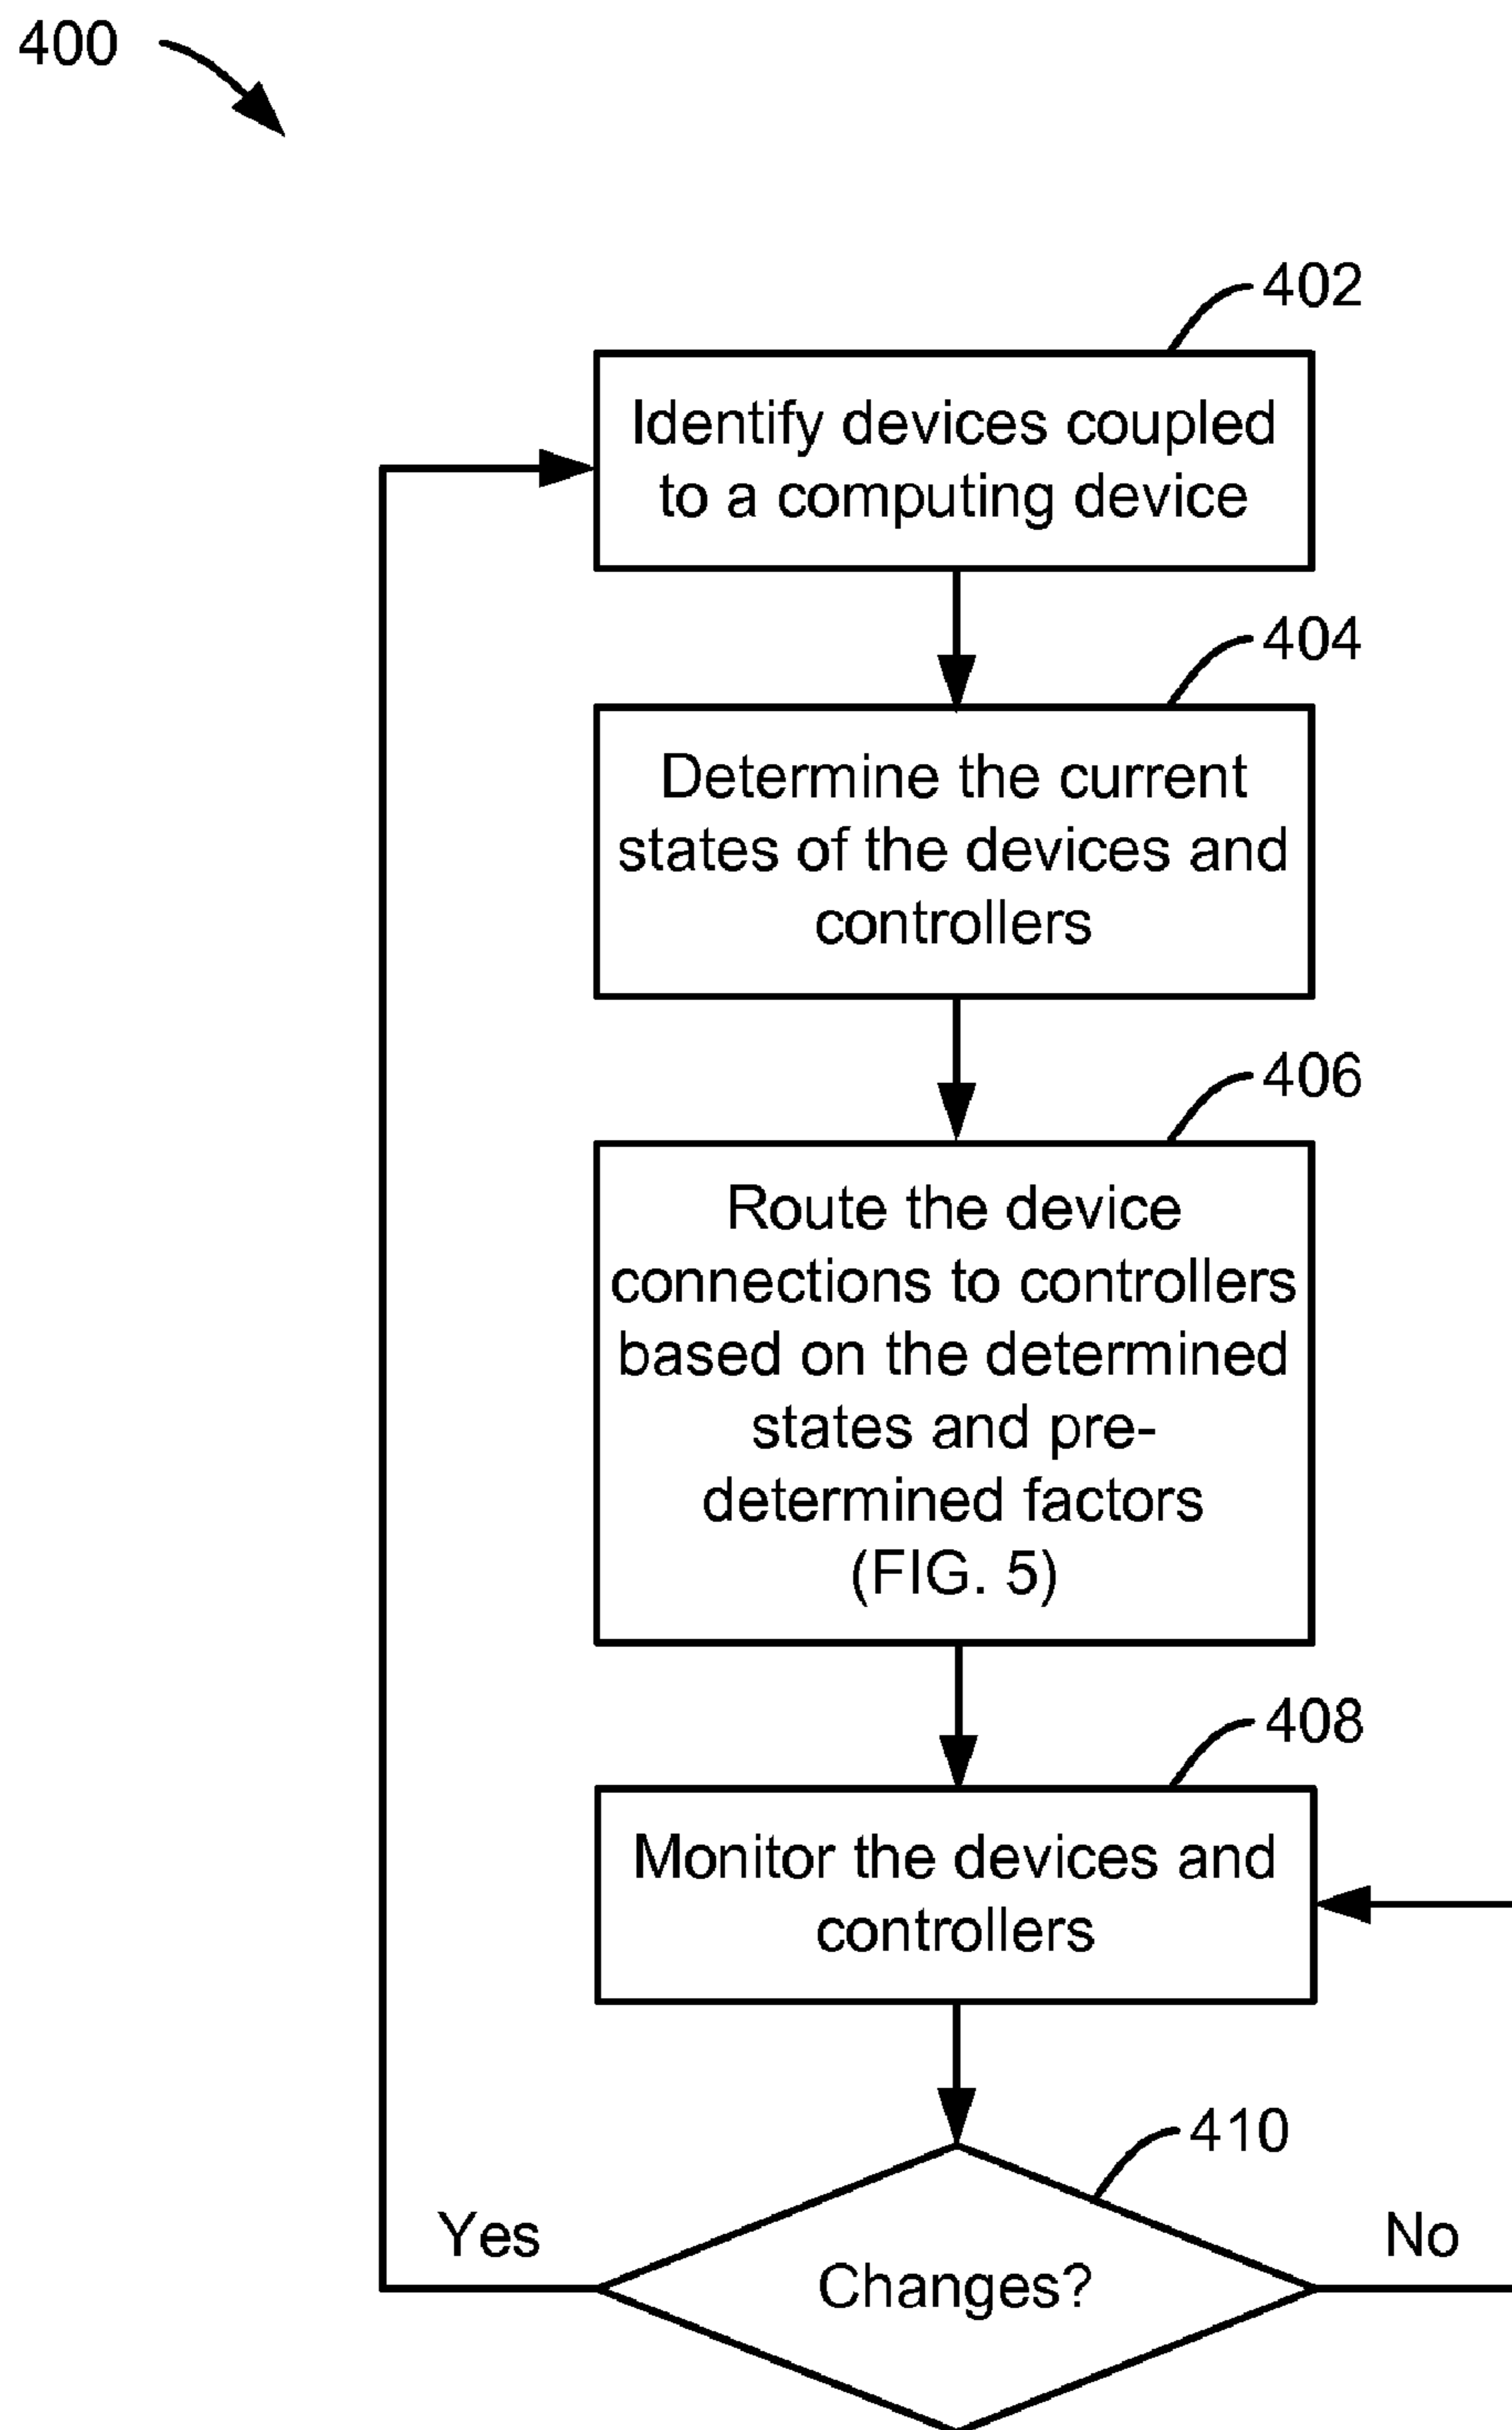 400
402
Identify devices coupled
to a computing device
404
Determine the current
states of the devices and
controllers
406
Route the device
connections to controllers
based on the determined
states and pre-
determined factors
(FIG. 5)
408
Monitor the devices and
controllers
410
Yes
No
Changes?